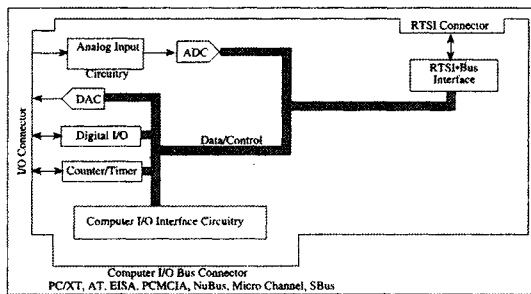 RTSI Connector
Analog Input
Circuitry
ADC
RTSI•Bus
Interface
DAC
I/O Connector
Digital I/O
Data/Control
Counter/Timer
Computer I/O Interface Circuitry
Computer I/O Bus Connector
PC/XT, AT, EISA, PCMCIA, NuBus, Micro Channel, SBus